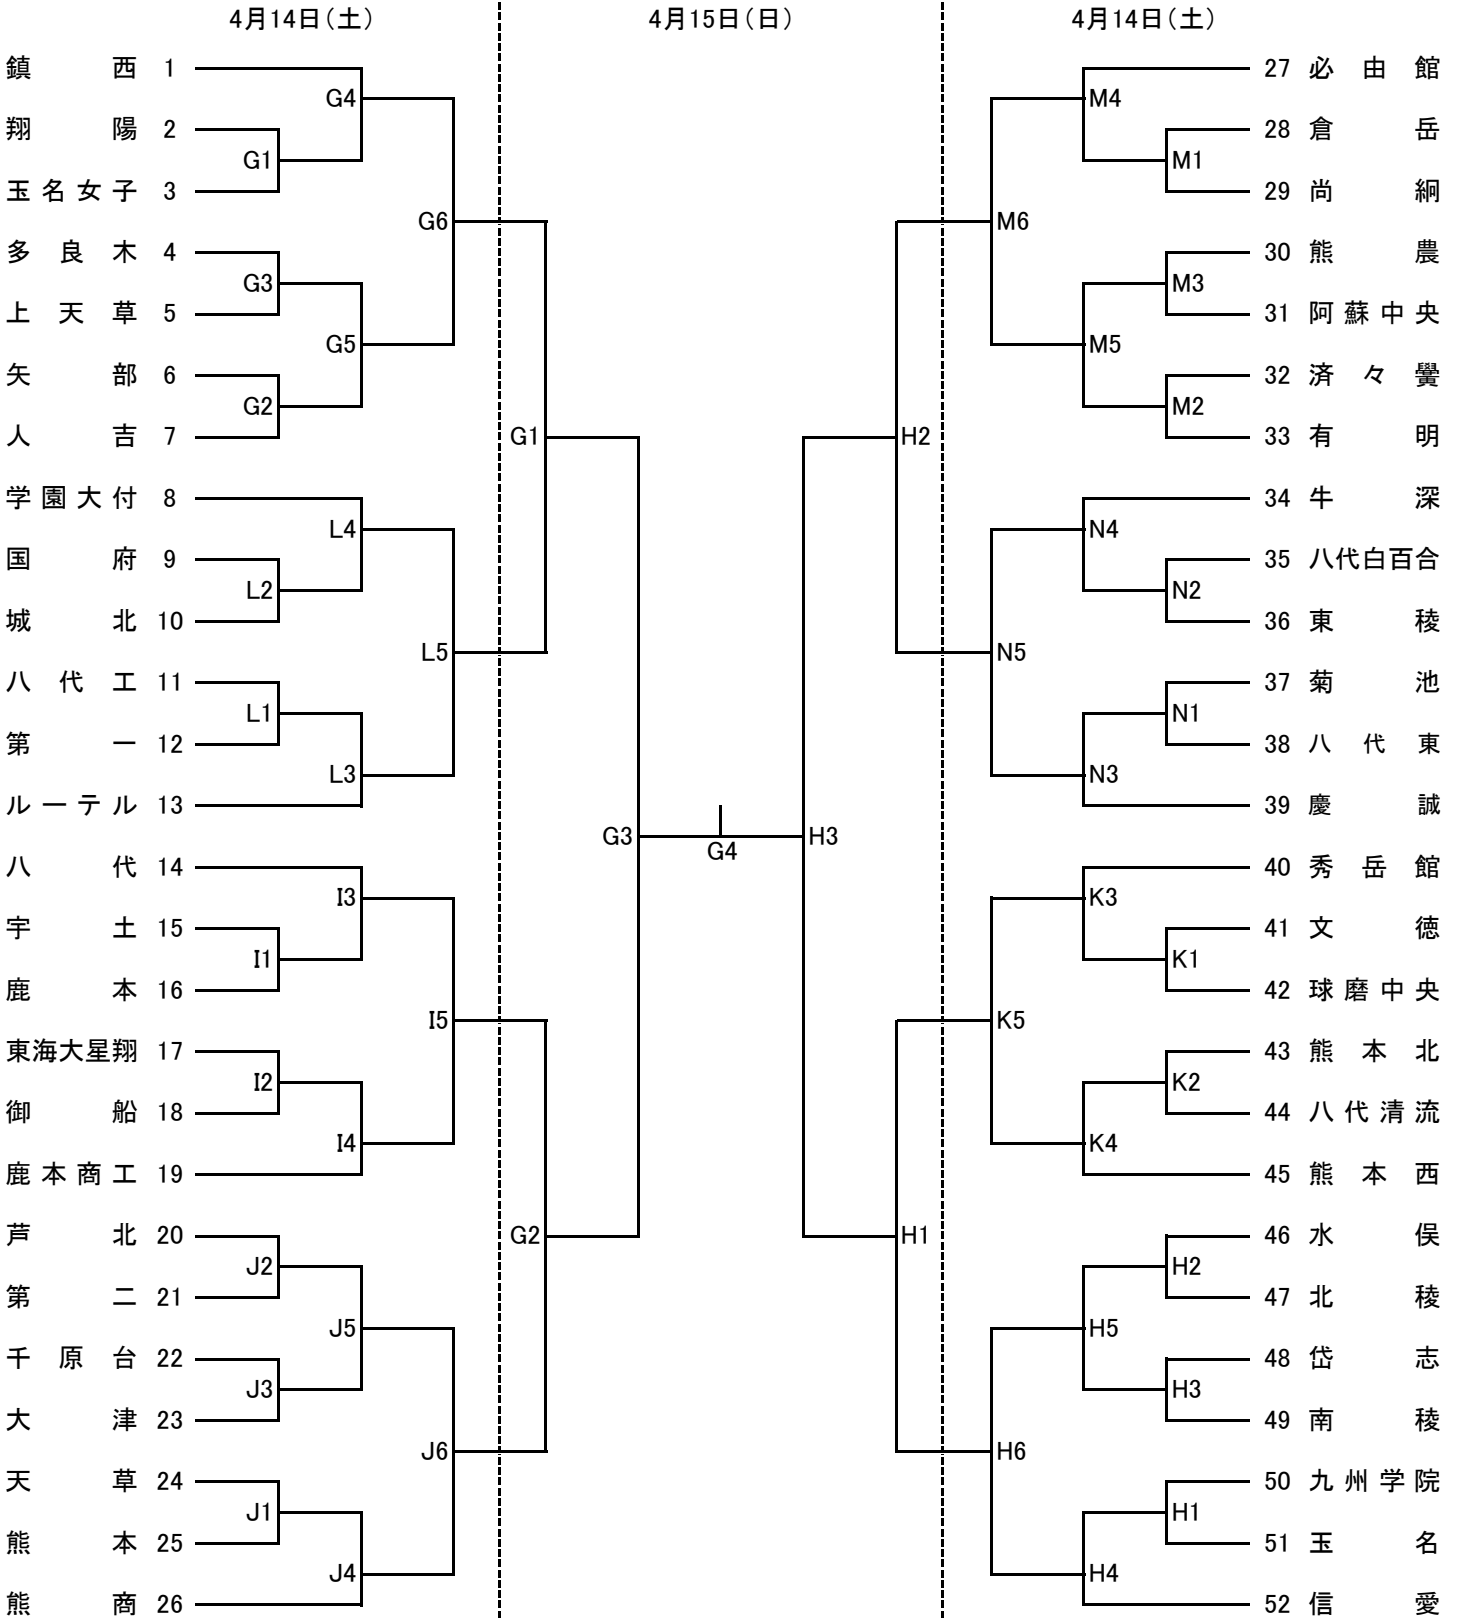 4月14日(土) 4月15日(日) 4月14日(土)
鎮西 1 27 必由館
G4 M4
翔陽 2 28 倉岳
G1 M1
玉名女子 3 29 尚絅
G6 M6
多良木 4 30 熊農
G3 M3
上天草 5 31 阿蘇中央
G5 M5
矢部 6 32 済々黌
G2 M2
人吉 7 33 有明
G1 H2
学園大付 8 34 牛深
L4 N4
国府 9 35 八代白百合
L2 N2
城北 10 36 東稜
L5 N5
八代工 11 37 菊池
L1 N1
第一 12 38 八代東
L3 N3
ルーテル 13 39 慶誠
G3 G4 H3
八代 14 40 秀岳館
I3 K3
宇土 15 41 文徳
I1 K1
鹿本 16 42 球磨中央
I5 K5
東海大星翔 17 43 熊本北
I2 K2
御船 18 44 八代清流
I4 K4
鹿本商工 19 45 熊本西
芦北 20 G2 H1 46 水俣
J2 H2
第二 21 47 北稜
J5 H5
千原台 22 48 岱志
J3 H3
大津 23 49 南稜
J6 H6
天草 24 50 九州学院
J1 H1
熊本 25 51 玉名
J4 H4
熊商 26 52 信愛